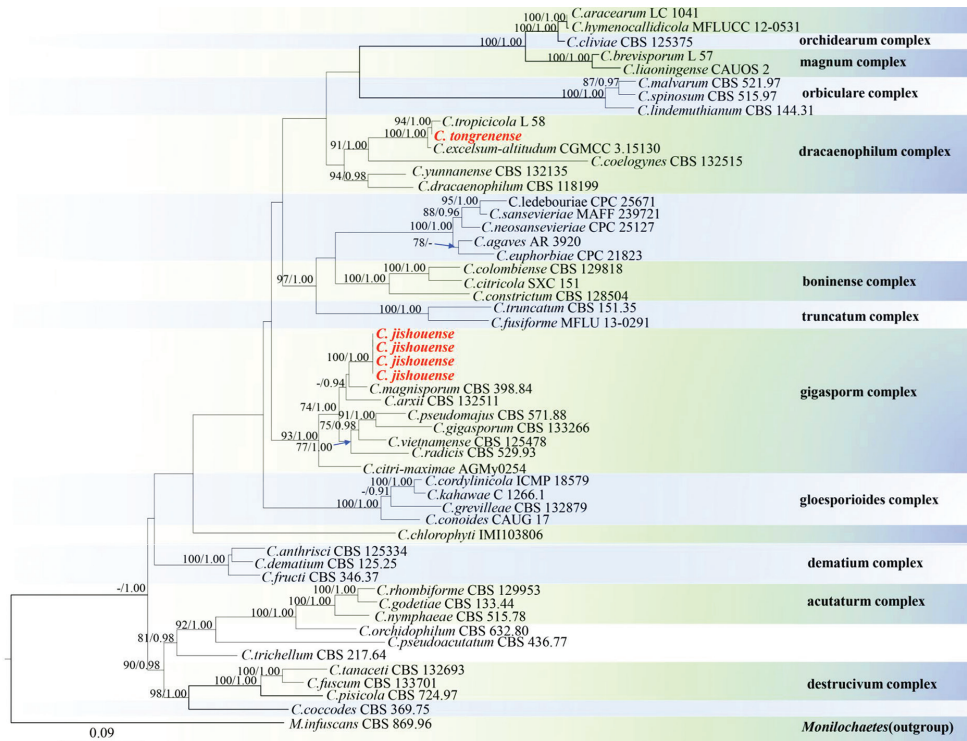 C.aracearum LC 1041
100/1.00
C.hymenocallidicola MFLUCC 12-0531
100/1.00
C.cliviae CBS 125375
orchidearum complex
C.brevisporum L 57
100/1.00
magnum complex
C.liaoningense CAUOS 2
87/0.97
C.malvarum CBS 521.97
100/1.00
C.spinosum CBS 515.97
orbiculare complex
C.lindemuthianum CBS 144.31
94/1.00
C.tropicicola L 58
100/1.00
C. tongrenense
91/1.00
C.excelsum-altitudum CGMCC 3.15130
dracaenophilum complex
C.coelogynes CBS 132515
C.yunnanense CBS 132135
94/0.98
C.dracaenophilum CBS 118199
95/1.00
C.ledebouriae CPC 25671
88/0.96
C.sansevieriae MAFF 239721
100/1.00
C.neosansevieriae CPC 25127
78/-
C.agaves AR 3920
C.euphorbiae CPC 21823
100/1.00
C.colombiense CBS 129818
97/1.00
100/1.00
C.citricola SXC 151
boninense complex
C.constrictum CBS 128504
C.truncatum CBS 151.35
100/1.00
truncatum complex
C.fusiforme MFLU 13-0291
C. jishouense
C. jishouense
100/1.00
C. jishouense
C. jishouense
-/0.94
C.magnisporum CBS 398.84
gigasporm complex
C.arxii CBS 132511
74/1.00
91/1.00
C.pseudomajus CBS 571.88
75/0.98
C.gigasporum CBS 133266
93/1.00
77/1.00
C.vietnamense CBS 125478
C.radicis CBS 529.93
C.citri-maximae AGMy0254
100/1.00
C.cordylinicola ICMP 18579
-/0.91
C.kahawae C 1266.1
100/1.00
C.grevilleae CBS 132879
gloesporioides complex
C.conoides CAUG 17
C.chlorophyti IMI103806
C.anthrisci CBS 125334
100/1.00
C.dematium CBS 125.25
dematium complex
C.fructi CBS 346.37
-/1.00
100/1.00
C.rhombiforme CBS 129953
100/1.00
C.godetiae CBS 133.44
acutaturm complex
100/1.00
C.nymphaeae CBS 515.78
92/1.00
C.orchidophilum CBS 632.80
81/0.98
C.pseudoacutatum CBS 436.77
C.trichellum CBS 217.64
90/0.98
100/1.00
C.tanaceti CBS 132693
100/1.00
C.fuscum CBS 133701
destrucivum complex
98/1.00
C.pisicola CBS 724.97
C.coccodes CBS 369.75
M.infuscans CBS 869.96
Monilochaetes(outgroup)
0.09